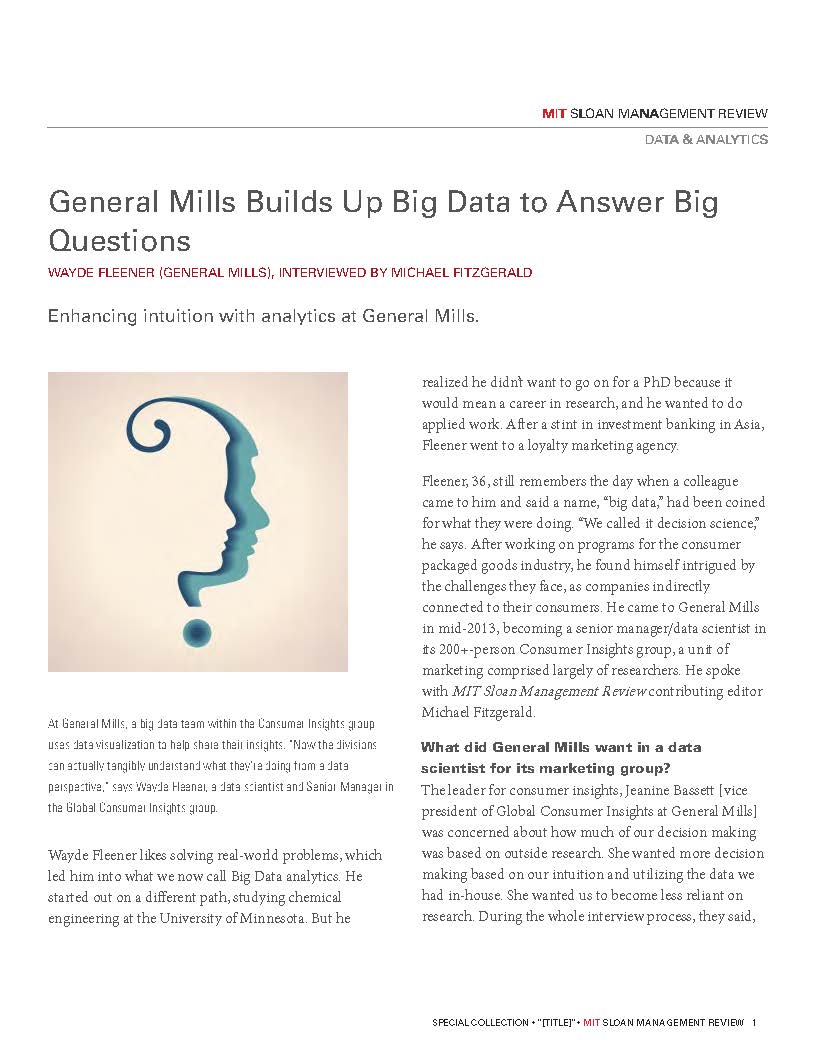 MIT SLOAN MANAGEMENT REVIEW
DATA & ANALYTICS
General Mills Builds Up Big Data to Answer Big
Questions
WAYDE FLEENER (GENERAL MILLS), INTERVIEWED BY MICHAEL FITZGERALD
Enhancing intuition with analytics at General Mills.
At General Mills, a big data team within the Consumer Insights group
uses data visualization to help share their insights. "Now the divisions
can actually tangibly understand what they're doing from a data
perspective," says Wayde Fleener, a data scientist and Senior Manager in
the Global Consumer Insights group.
Wayde Fleener likes solving real-world problems, which
led him into what we now call Big Data analytics. He
started out on a different path, studying chemical
engineering at the University of Minnesota. But he
realized he didn't want to go on for a PhD because it
would mean a career in research, and he wanted to do
applied work. After a stint in investment banking in Asia,
Fleener went to a loyalty marketing agency.
Fleener, 36, still remembers the day when a colleague
came to him and said a name, "big data," had been coined
for what they were doing. "We called it decision science,"
he says. After working on programs for the consumer
packaged goods industry, he found himself intrigued by
the challenges they face, as companies indirectly
connected to their consumers. He came to General Mills
in mid-2013, becoming a senior manager/data scientist in
its 200+-person Consumer Insights group, a unit of
marketing comprised largely of researchers. He spoke
with MIT Sloan Management Review contributing editor
Michael Fitzgerald.
What did General Mills want in a data
scientist for its marketing group?
The leader for consumer insights, Jeanine Bassett [vice
president of Global Consumer Insights at General Mills]
was concerned about how much of our decision making
was based on outside research. She wanted more decision
making based on our intuition and utilizing the data we
had in-house. She wanted us to become less reliant on
research. During the whole interview process, they said,
SPECIAL COLLECTION • "[TITLE]" • MIT SLOAN MANAGEMENT REVIEW 1